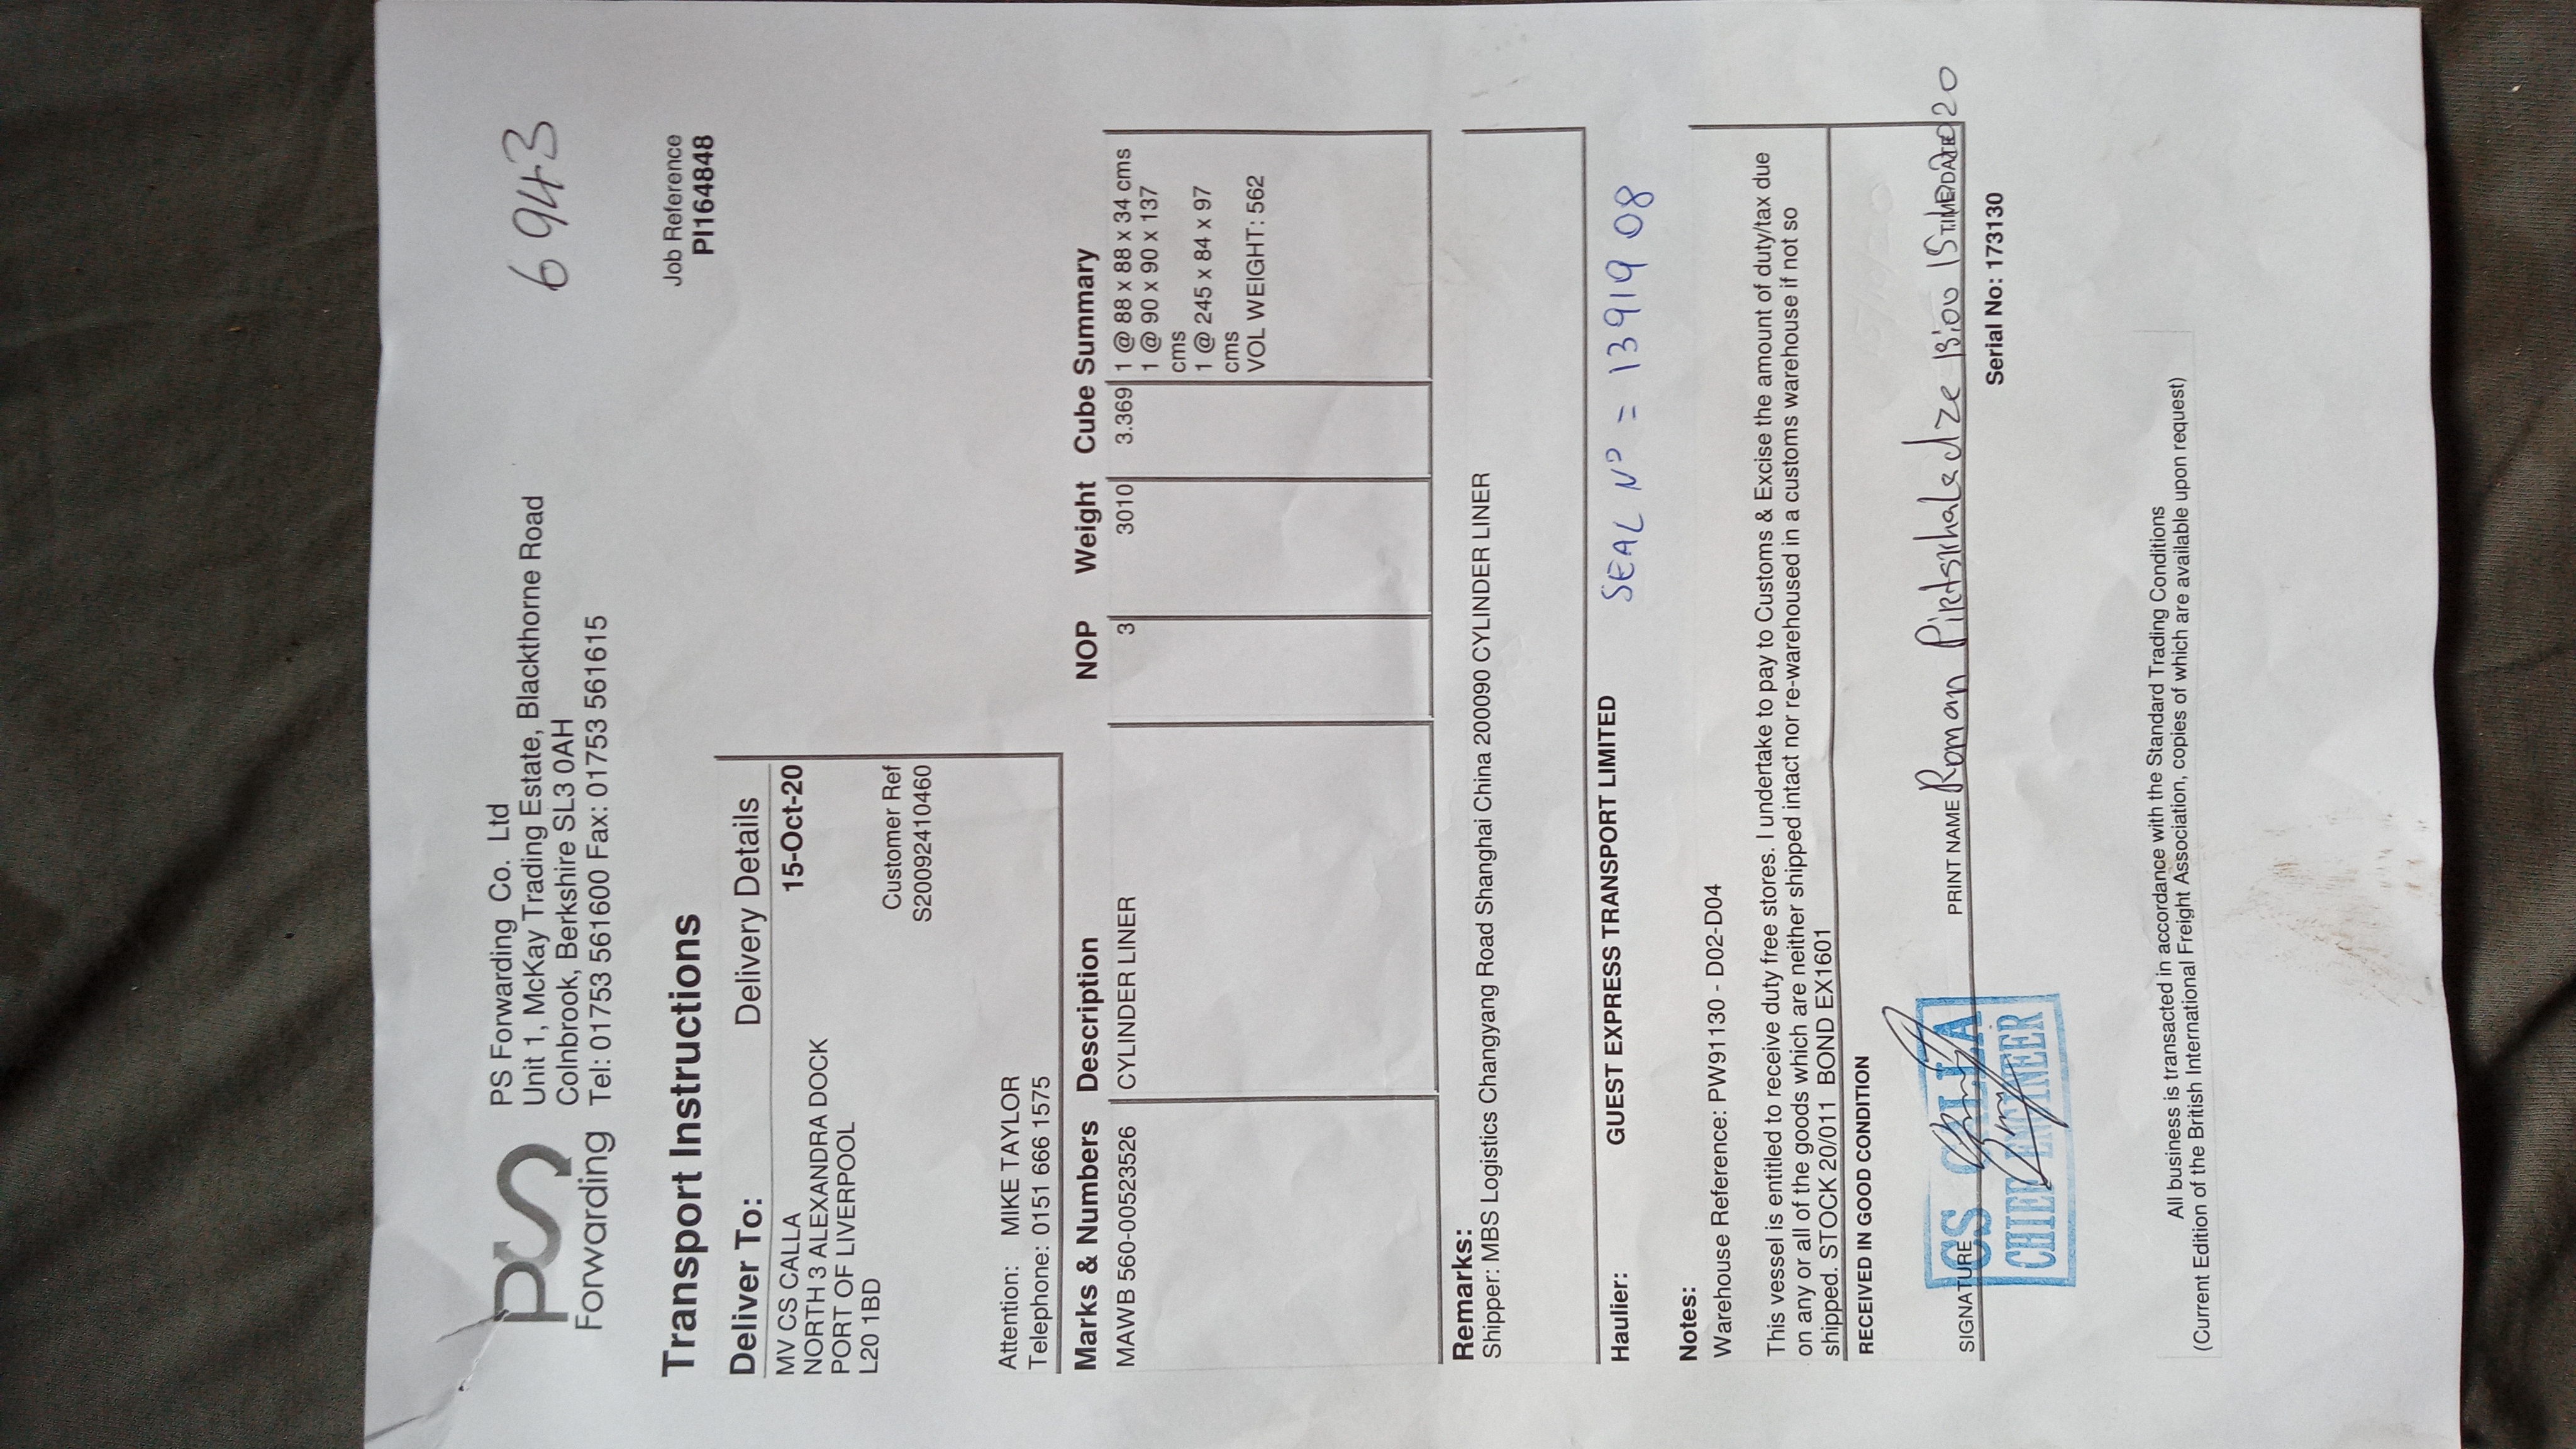 PS
Forwarding
PS Forwarding Co. Ltd
Unit 1, McKay Trading Estate, Blackthorne Road
Colnbrook, Berkshire SL3 0AH
Tel: 01753 561600 Fax: 01753 561615
6943
Transport Instructions
Job Reference
PI164848
Deliver To: Delivery Details
MV CS CALLA 15-Oct-20
NORTH 3 ALEXANDRA DOCK
PORT OF LIVERPOOL
L20 1BD
Customer Ref
S20092410460
Attention: MIKE TAYLOR
Telephone: 0151 666 1575
Marks & Numbers Description NOP Weight Cube Summary
MAWB 560-00523526 CYLINDER LINER 3 3010 3.369 1 @ 88 x 88 x 34 cms
1 @ 90 x 90 x 137
cms
1 @ 245 x 84 x 97
cms
VOL WEIGHT: 562
Remarks:
Shipper: MBS Logistics Changyang Road Shanghai China 200090 CYLINDER LINER
Haulier: GUEST EXPRESS TRANSPORT LIMITED SEAL Nº = 1391908
Notes:
Warehouse Reference: PW91130 - D02-D04
This vessel is entitled to receive duty free stores. I undertake to pay to Customs & Excise the amount of duty/tax due
on any or all of the goods which are neither shipped intact nor re-warehoused in a customs warehouse if not so
shipped. STOCK 20/011 BOND EX1601
RECEIVED IN GOOD CONDITION
SIGNATURE PRINT NAME Roman TIME/DATE
CS CALLA
CHIEF ENGINEER
Serial No: 173130
All business is transacted in accordance with the Standard Trading Conditions
(Current Edition of the British International Freight Association, copies of which are available upon request)